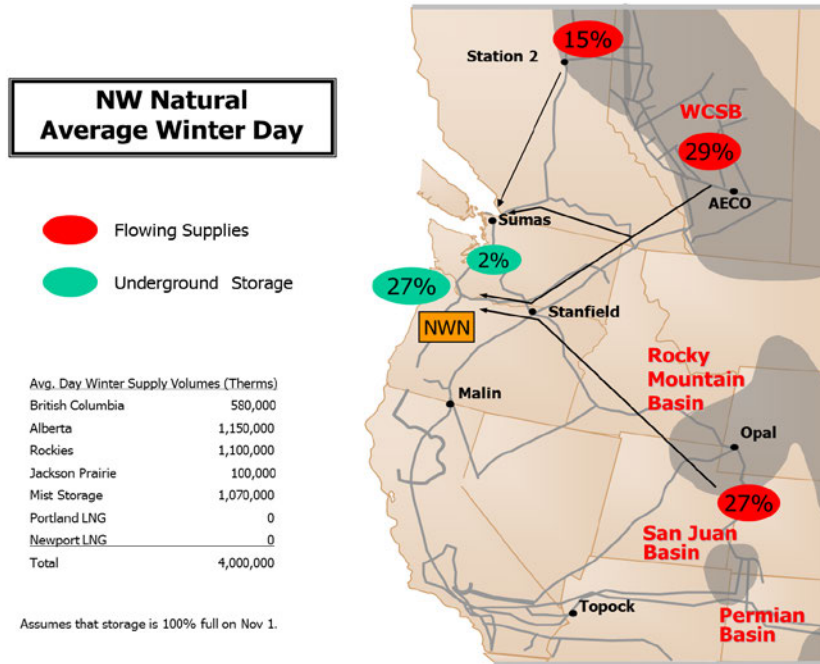 NW Natural
Average Winter Day
Flowing Supplies
Underground Storage
Avg. Day Winter Supply Volumes (Therms)
British Columbia 580,000
Alberta 1,150,000
Rockies 1,100,000
Jackson Prairie 100,000
Mist Storage 1,070,000
Portland LNG 0
Newport LNG 0
Total 4,000,000
Assumes that storage is 100% full on Nov 1.
15%
Station 2
WCSB
29%
AECO
Sumas
2%
27%
Stanfield
NWN
Rocky
Mountain
Basin
Malin
Opal
27%
San Juan
Basin
Topock
Permian
Basin